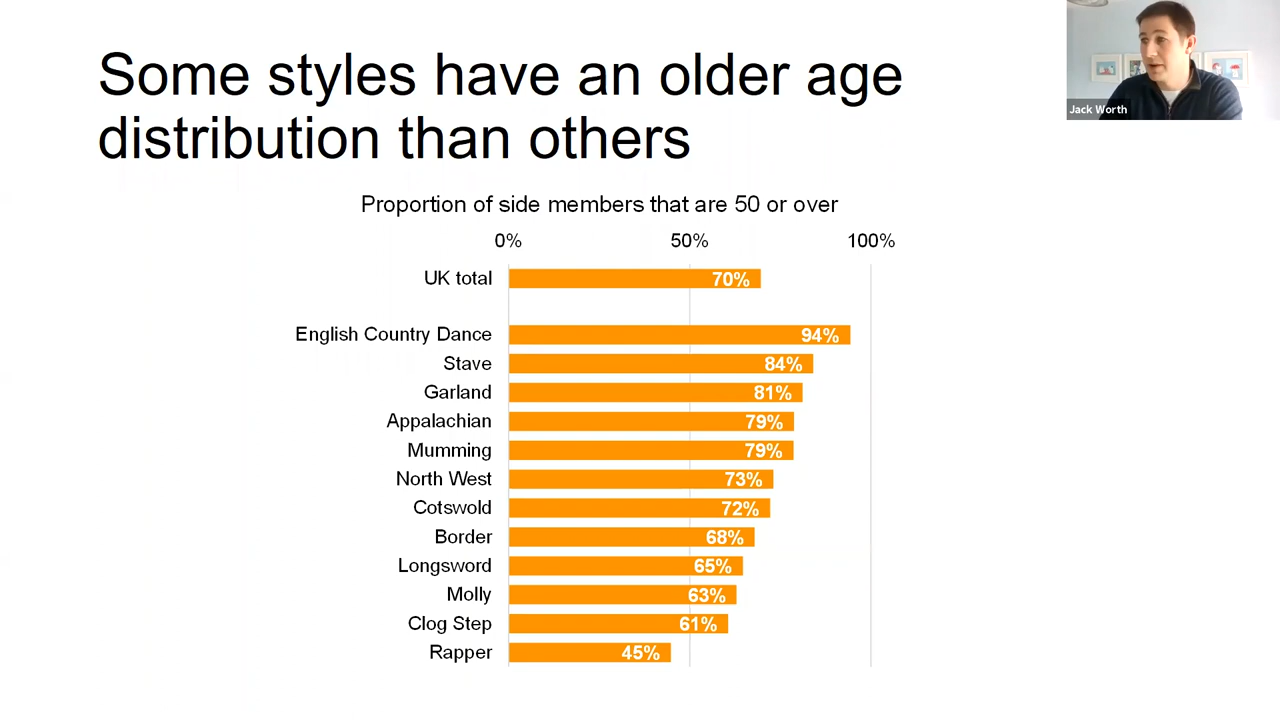 Some styles have an older age
distribution than others
Jack Worth
Proportion of side members that are 50 or over
0% 50% 100%
UK total 70%
English Country Dance 94%
Stave 84%
Garland 81%
Appalachian 79%
Mumming 79%
North West 73%
Cotswold 72%
Border 68%
Longsword 65%
Molly 63%
Clog Step 61%
Rapper 45%